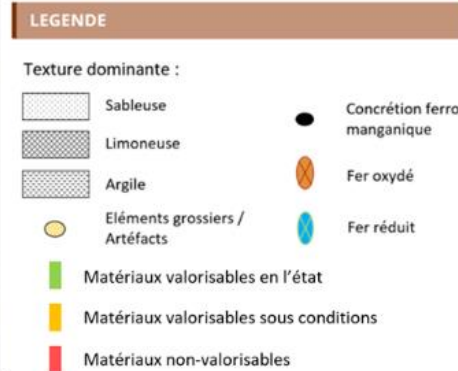 LEGENDE
Texture dominante :
Sableuse
Limoneuse
Argile
Eléments grossiers /
Artéfacts
Concrétion ferro
manganique
Fer oxydé
Fer réduit
Matériaux valorisables en l'état
Matériaux valorisables sous conditions
Matériaux non-valorisables